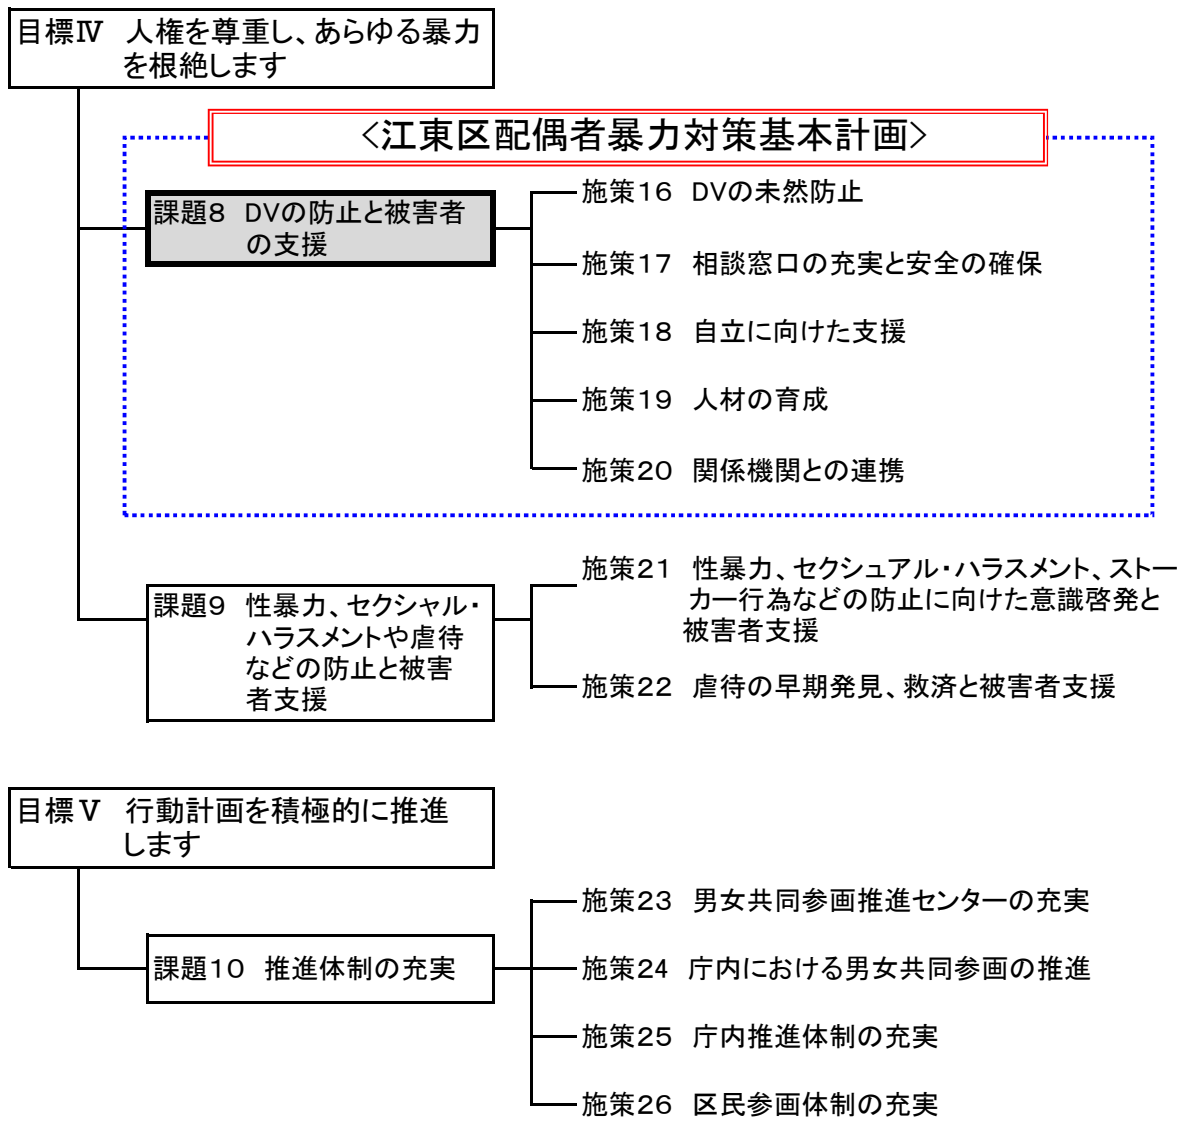 目標Ⅳ 人権を尊重し、あらゆる暴力
を根絶します
<江東区配偶者暴力対策基本計画>
課題8 DVの防止と被害者
の支援
施策16 DVの未然防止
施策17 相談窓口の充実と安全の確保
施策18 自立に向けた支援
施策19 人材の育成
施策20 関係機関との連携
課題9 性暴力、セクシャル・
ハラスメントや虐待
などの防止と被害
者支援
施策21 性暴力、セクシュアル・ハラスメント、ストー
カー行為などの防止に向けた意識啓発と
被害者支援
施策22 虐待の早期発見、救済と被害者支援
目標Ⅴ 行動計画を積極的に推進
します
課題10 推進体制の充実
施策23 男女共同参画推進センターの充実
施策24 庁内における男女共同参画の推進
施策25 庁内推進体制の充実
施策26 区民参画体制の充実